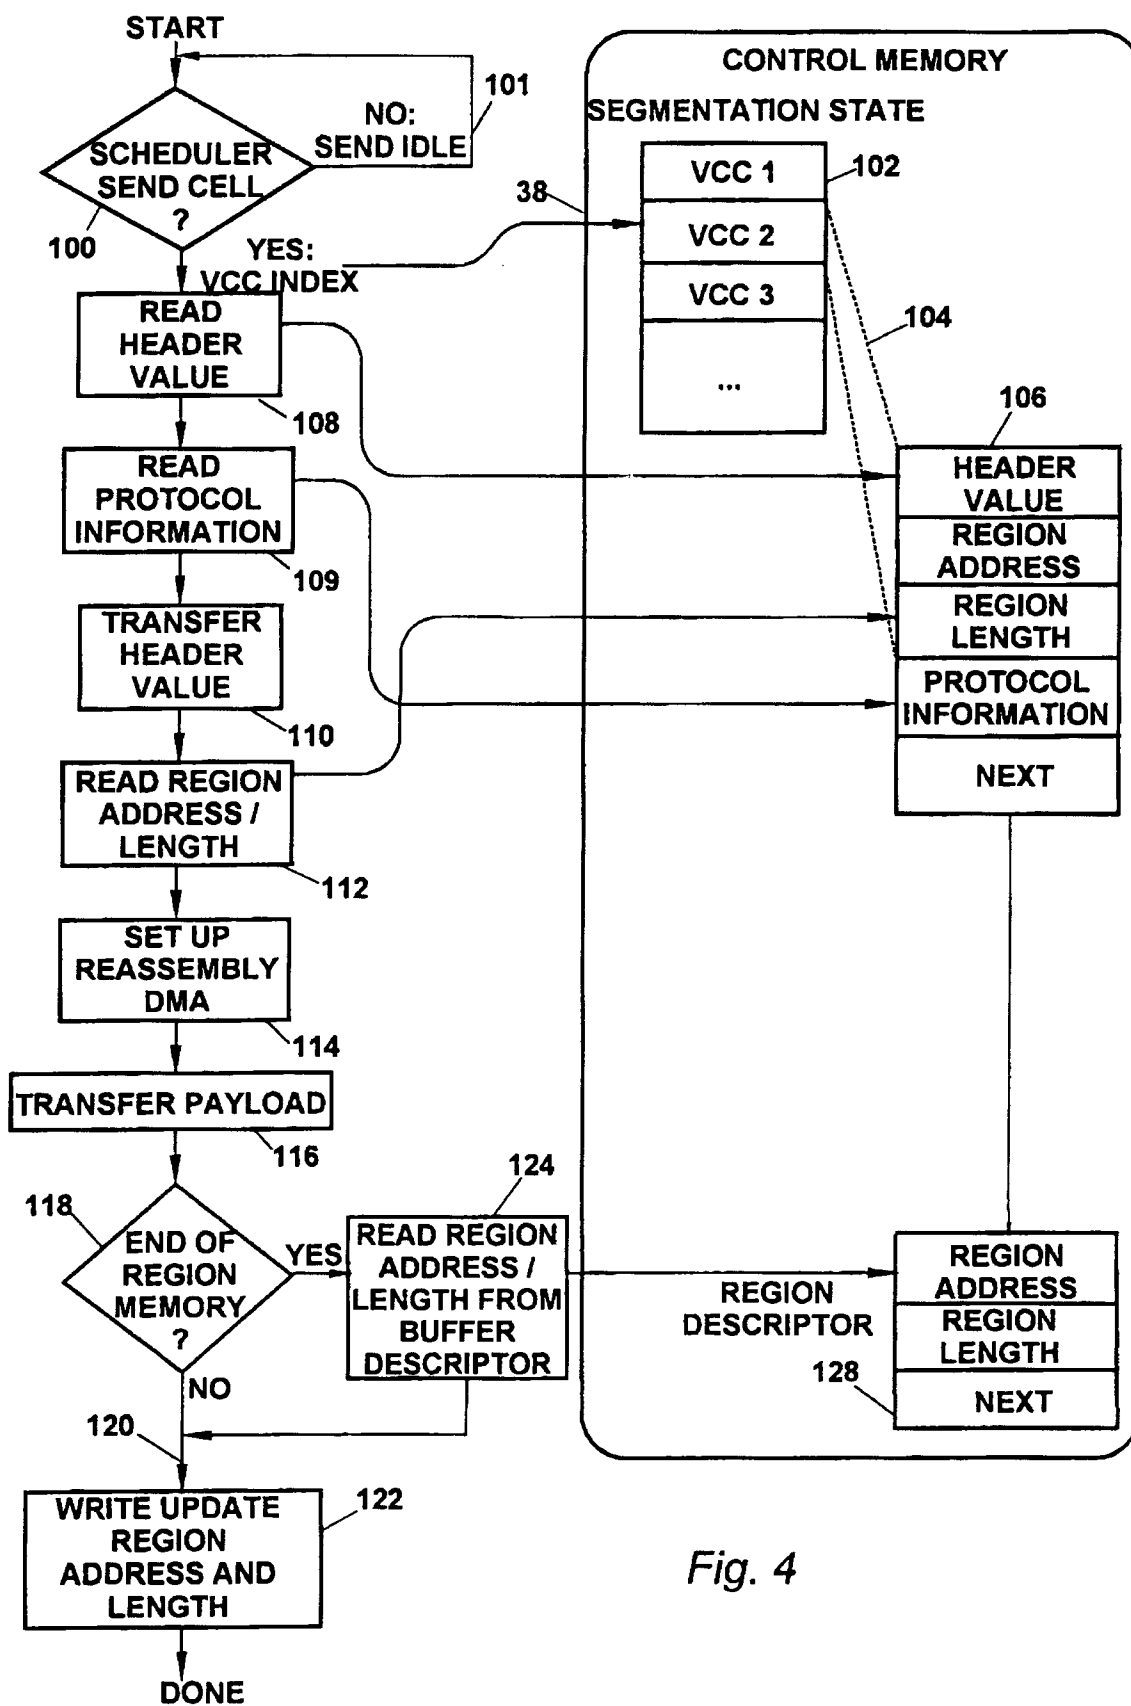 START
CONTROL MEMORY
101
NO:
SEND IDLE
SEGMENTATION STATE
SCHEDULER
SEND CELL
?
100
VCC 1
102
38
YES:
VCC INDEX
VCC 2
VCC 3
...
104
READ
HEADER
VALUE
108
106
HEADER
VALUE
REGION
ADDRESS
REGION
LENGTH
PROTOCOL
INFORMATION
NEXT
READ
PROTOCOL
INFORMATION
109
TRANSFER
HEADER
VALUE
110
READ REGION
ADDRESS /
LENGTH
112
SET UP
REASSEMBLY
DMA
114
TRANSFER PAYLOAD
116
118
END OF
REGION
MEMORY
?
YES
NO
124
READ REGION
ADDRESS /
LENGTH FROM
BUFFER
DESCRIPTOR
REGION
DESCRIPTOR
REGION
ADDRESS
REGION
LENGTH
NEXT
128
120
WRITE UPDATE
REGION
ADDRESS AND
LENGTH
122
DONE
Fig. 4